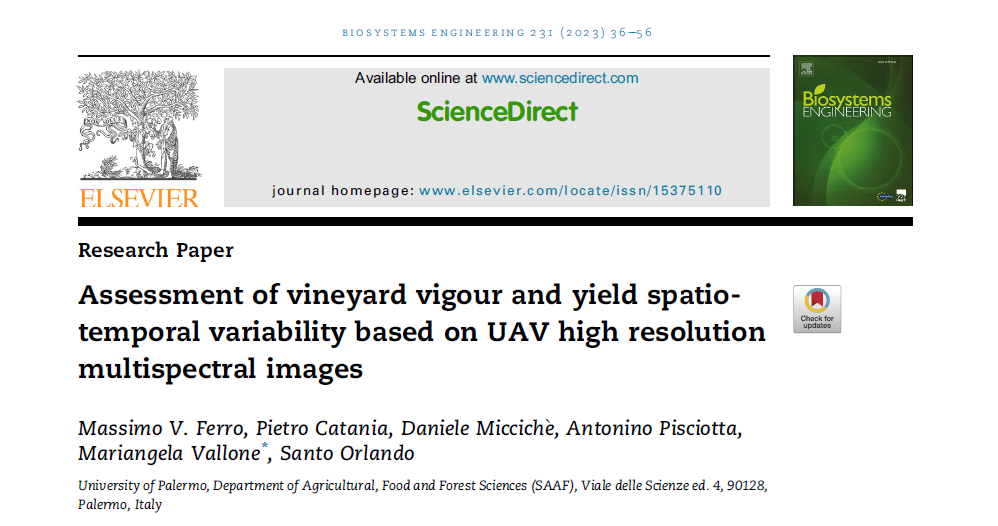 BIOSYSTEMS ENGINEERING 231 (2023) 36–56
Available online at www.sciencedirect.com
ScienceDirect
journal homepage: www.elsevier.com/locate/issn/15375110
ELSEVIER
Biosystems
ENGINEERING
Research Paper
Assessment of vineyard vigour and yield spatio-
temporal variability based on UAV high resolution
multispectral images
Check for
updates
Massimo V. Ferro, Pietro Catania, Daniele Miccichè, Antonino Pisciotta,
Mariangela Vallone*, Santo Orlando
University of Palermo, Department of Agricultural, Food and Forest Sciences (SAAF), Viale delle Scienze ed. 4, 90128,
Palermo, Italy